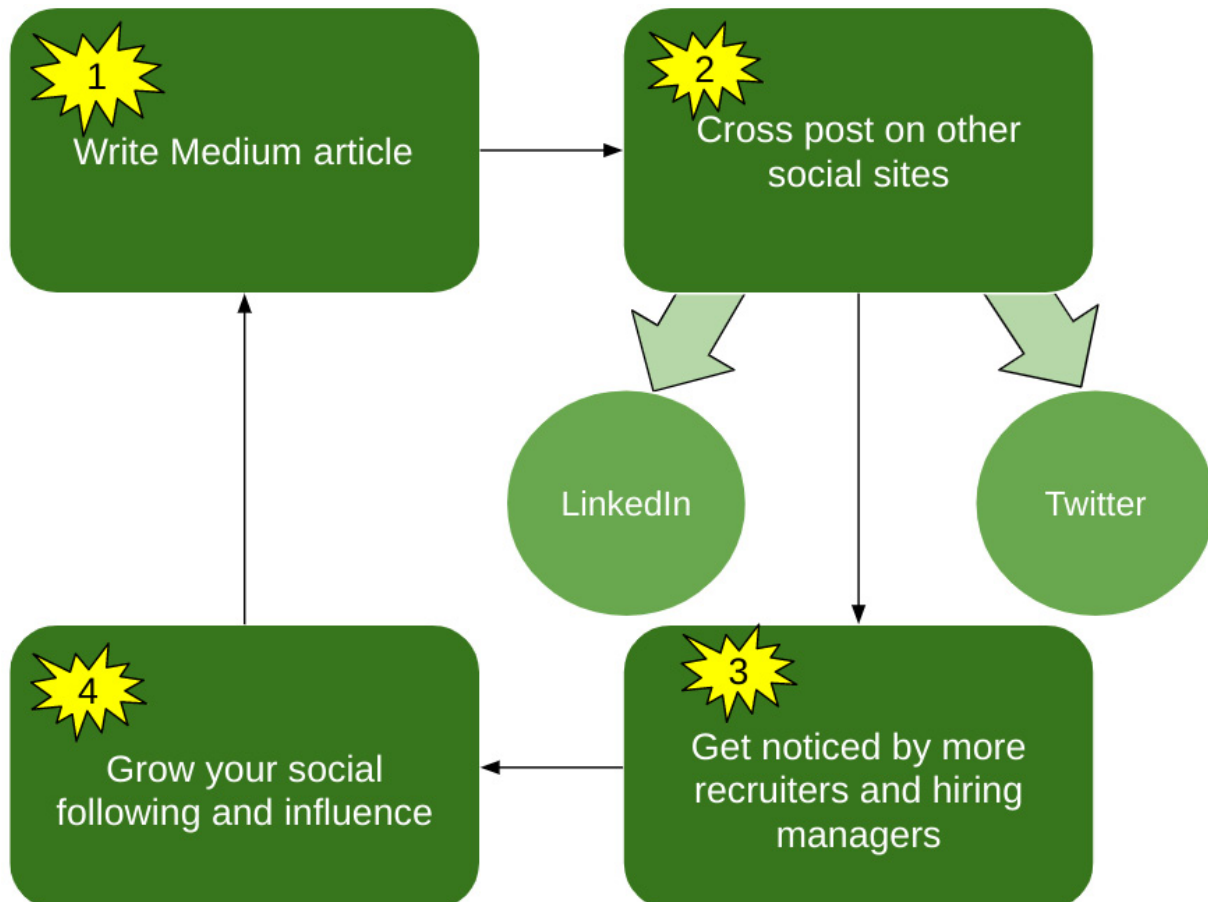 1
Write Medium article
2
Cross post on other
social sites
LinkedIn
Twitter
3
Get noticed by more
recruiters and hiring
managers
4
Grow your social
following and influence